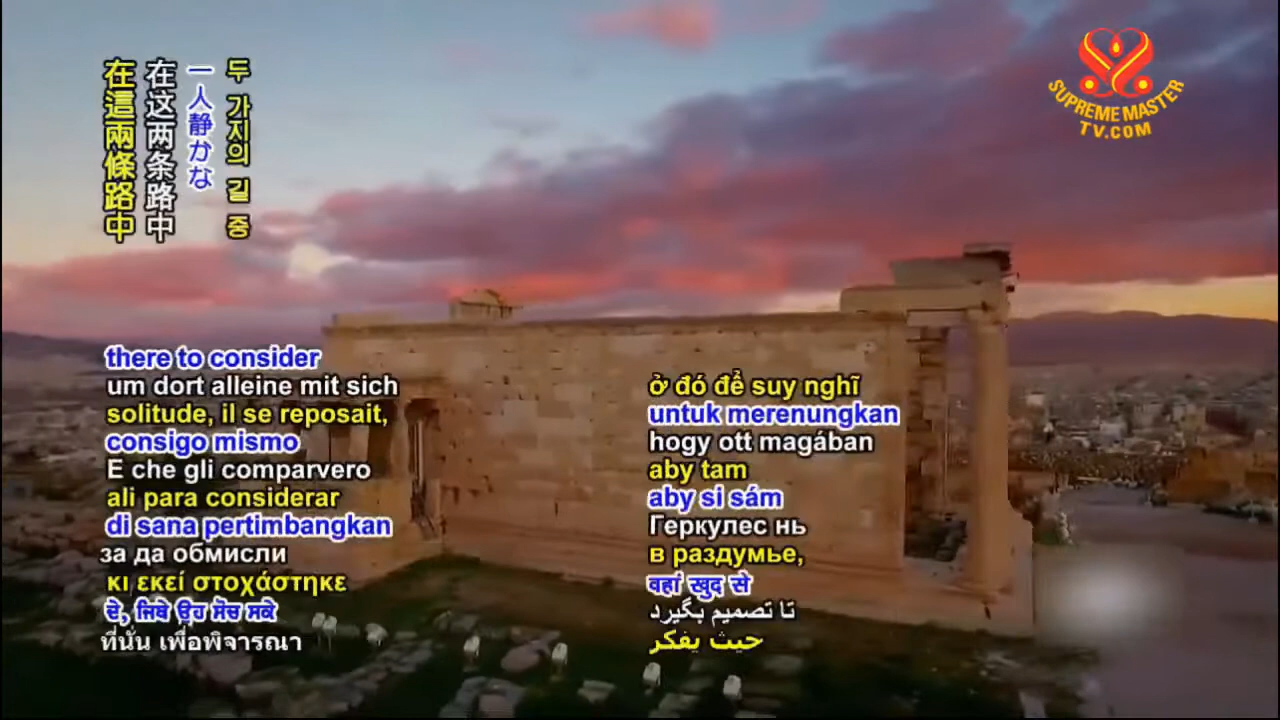 두 가지의 길 중
一人静かな
在这两条路中
在這兩條路中
SUPREME MASTER
TV.COM
there to consider
um dort alleine mit sich
solitude, il se reposait,
consigo mismo
E che gli comparvero
ali para considerar
di sana pertimbangkan
за да обмисли
κι εκεί στοχάστηκε
ਦੇ, ਜਿਥੇ ਉਹ ਸੋਚ ਸਕੇ
ที่นั่น เพื่อพิจารณา
ở đó để suy nghĩ
untuk merenungkan
hogy ott magában
aby tam
aby si sám
Геркулес нь
в раздумье,
वहां खुद से
تا تصمیم بگیرد
حيث يفكر